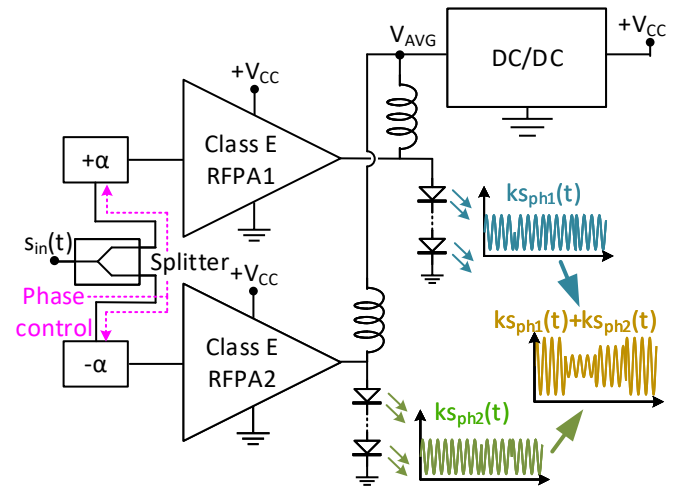 V_AVG
+V_CC
DC/DC
+V_CC
Class E
RFPA1
+α
ks_ph1(t)
s_in(t)
Splitter
+V_CC
Phase
control
ks_ph1(t)+ks_ph2(t)
-α
Class E
RFPA2
ks_ph2(t)